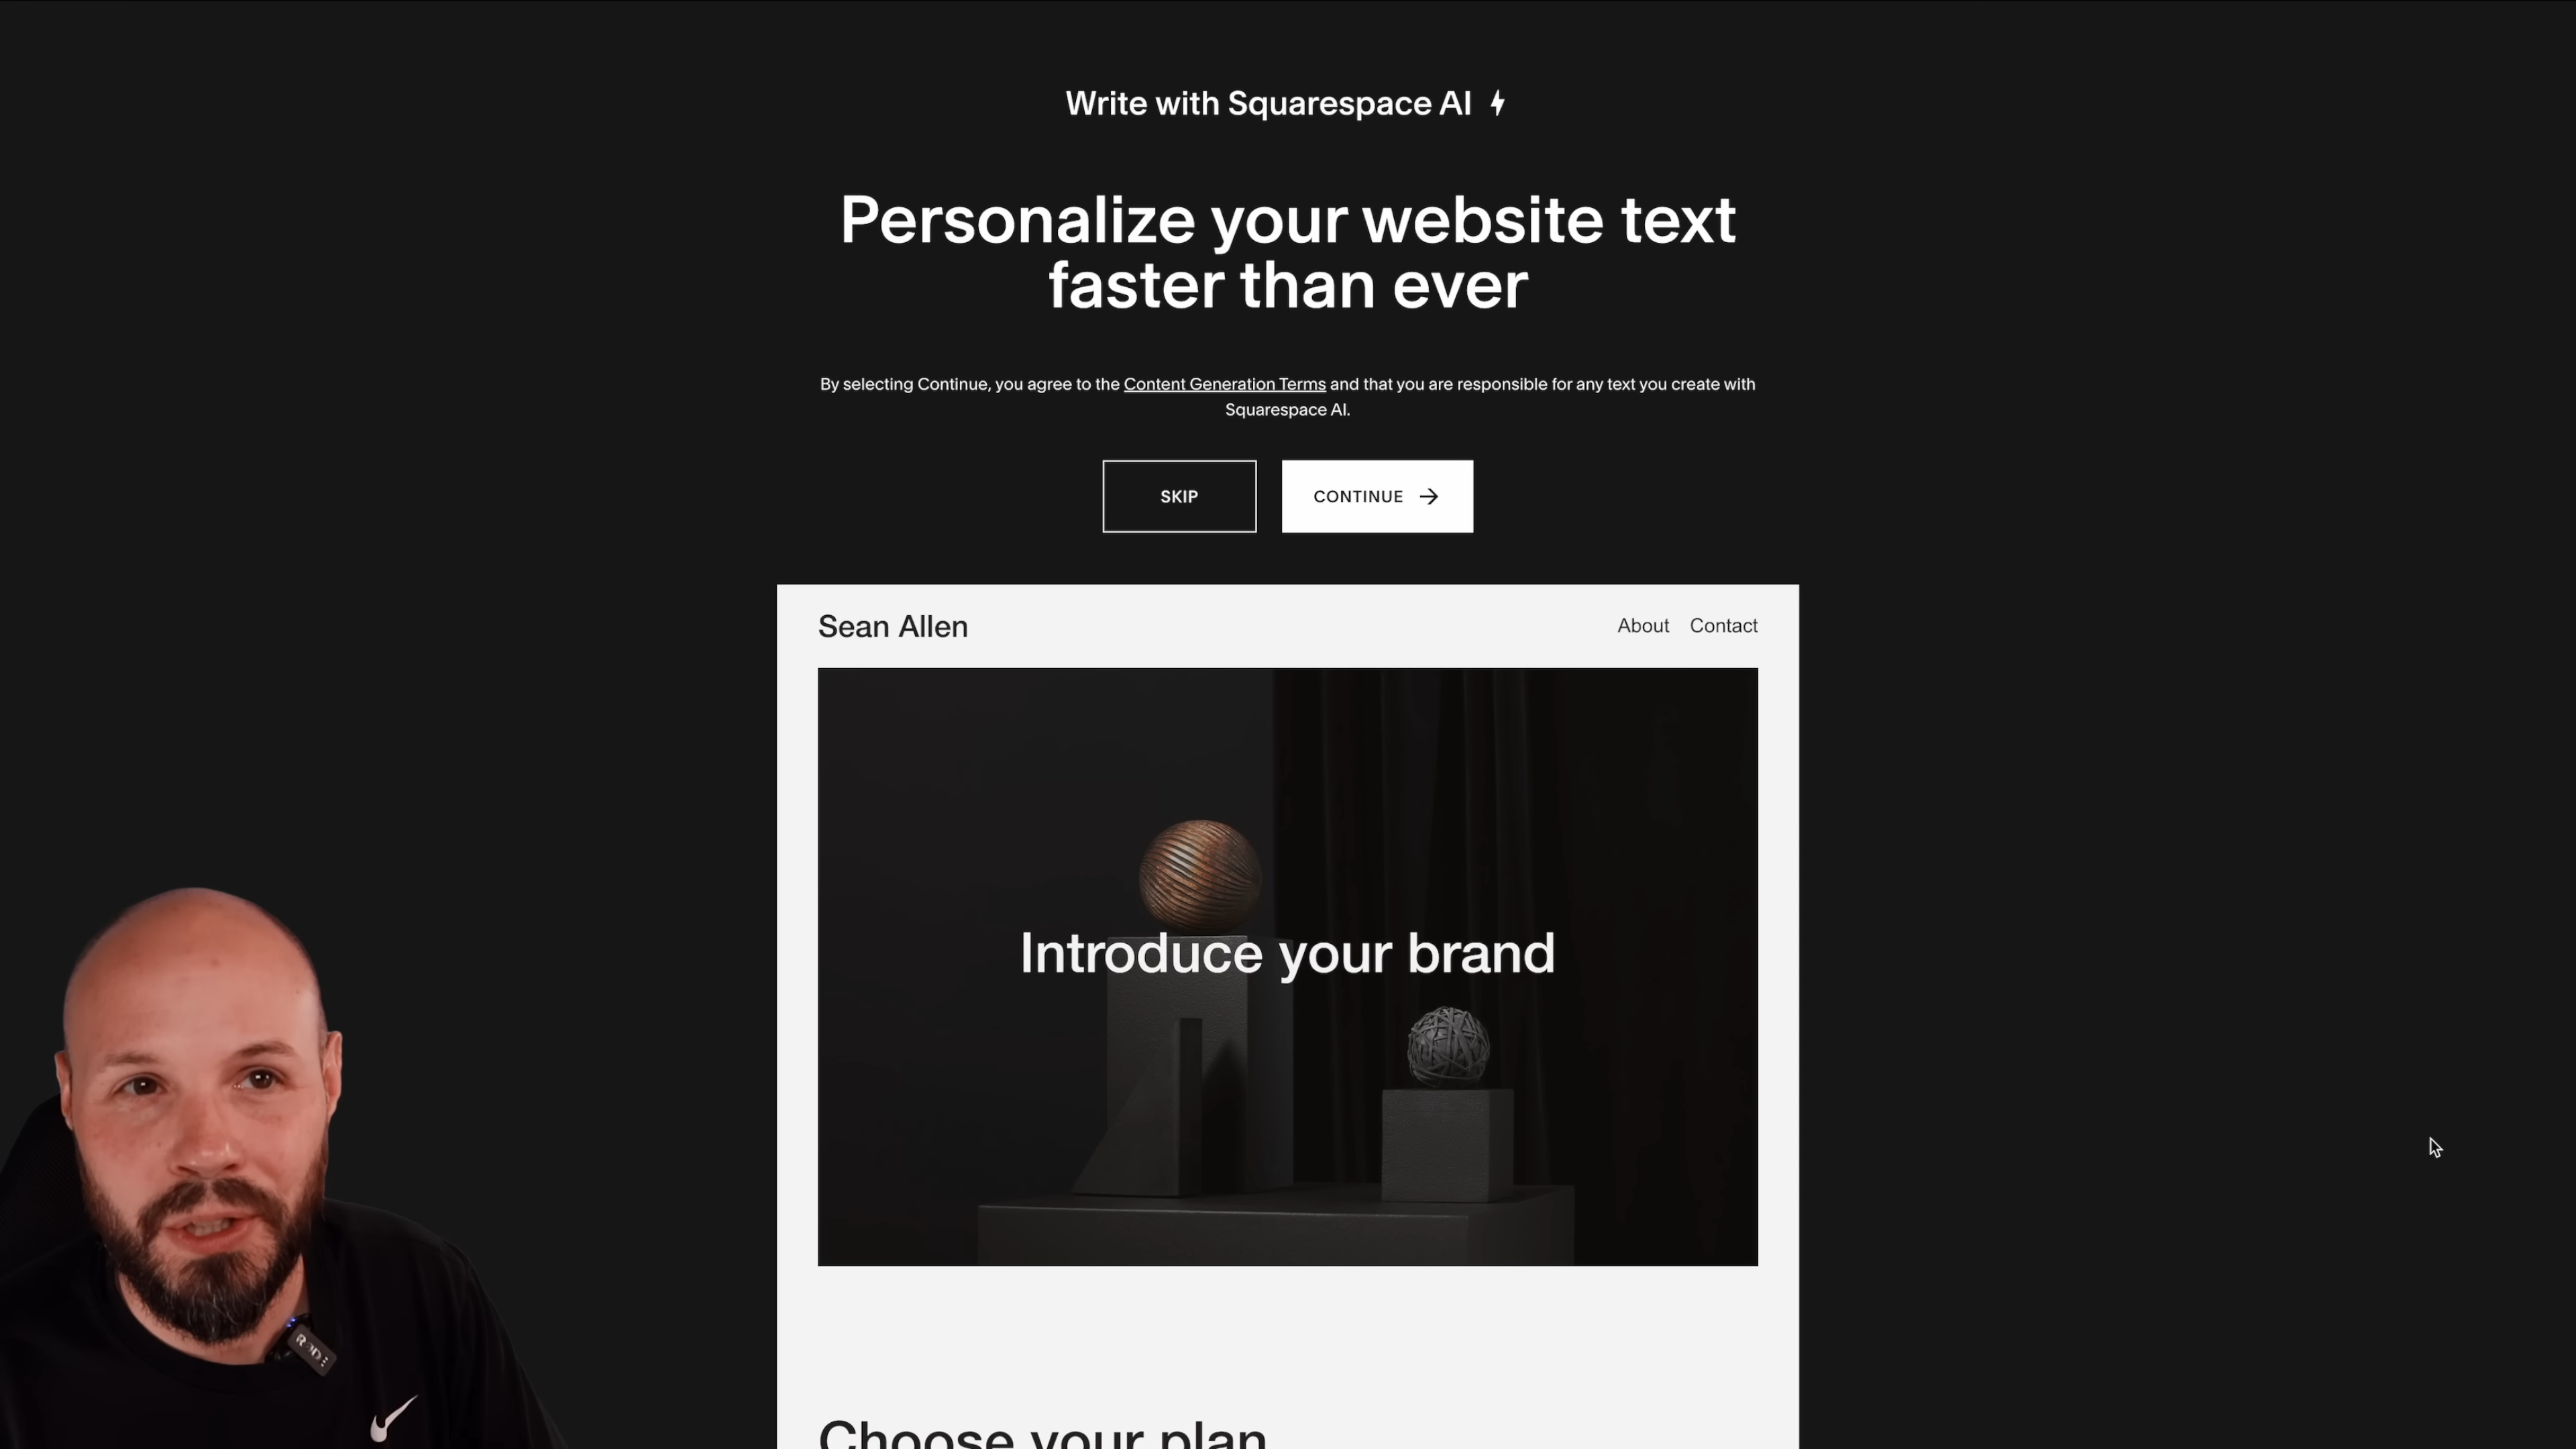 Write with Squarespace AI
Personalize your website text
faster than ever
By selecting Continue, you agree to the Content Generation Terms and that you are responsible for any text you create with
Squarespace AI.
SKIP
CONTINUE
Sean Allen
About
Contact
Introduce your brand
RODE
Choose your plan